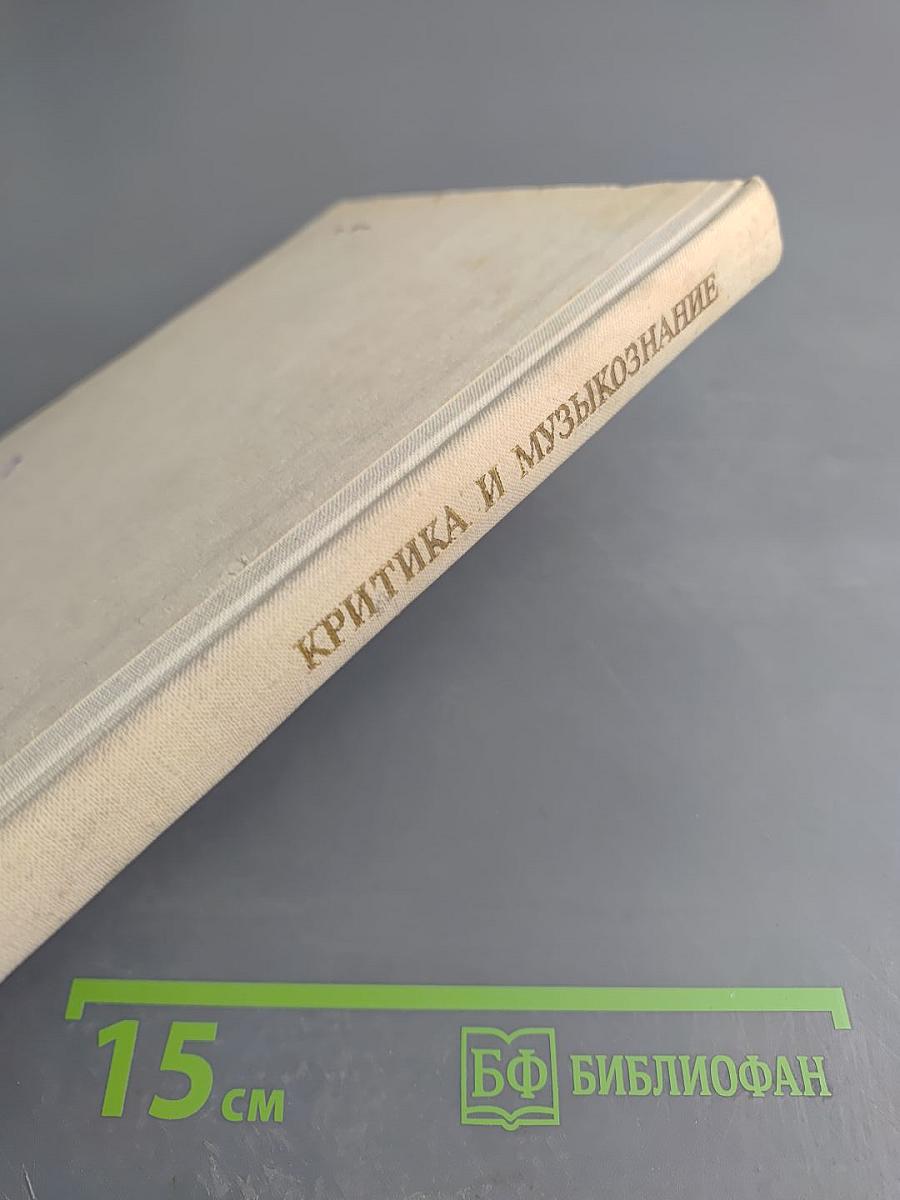 КРИТИКА И МУЗЫКОЗНАНИЕ
15 см
БФ БИБЛИОФАН